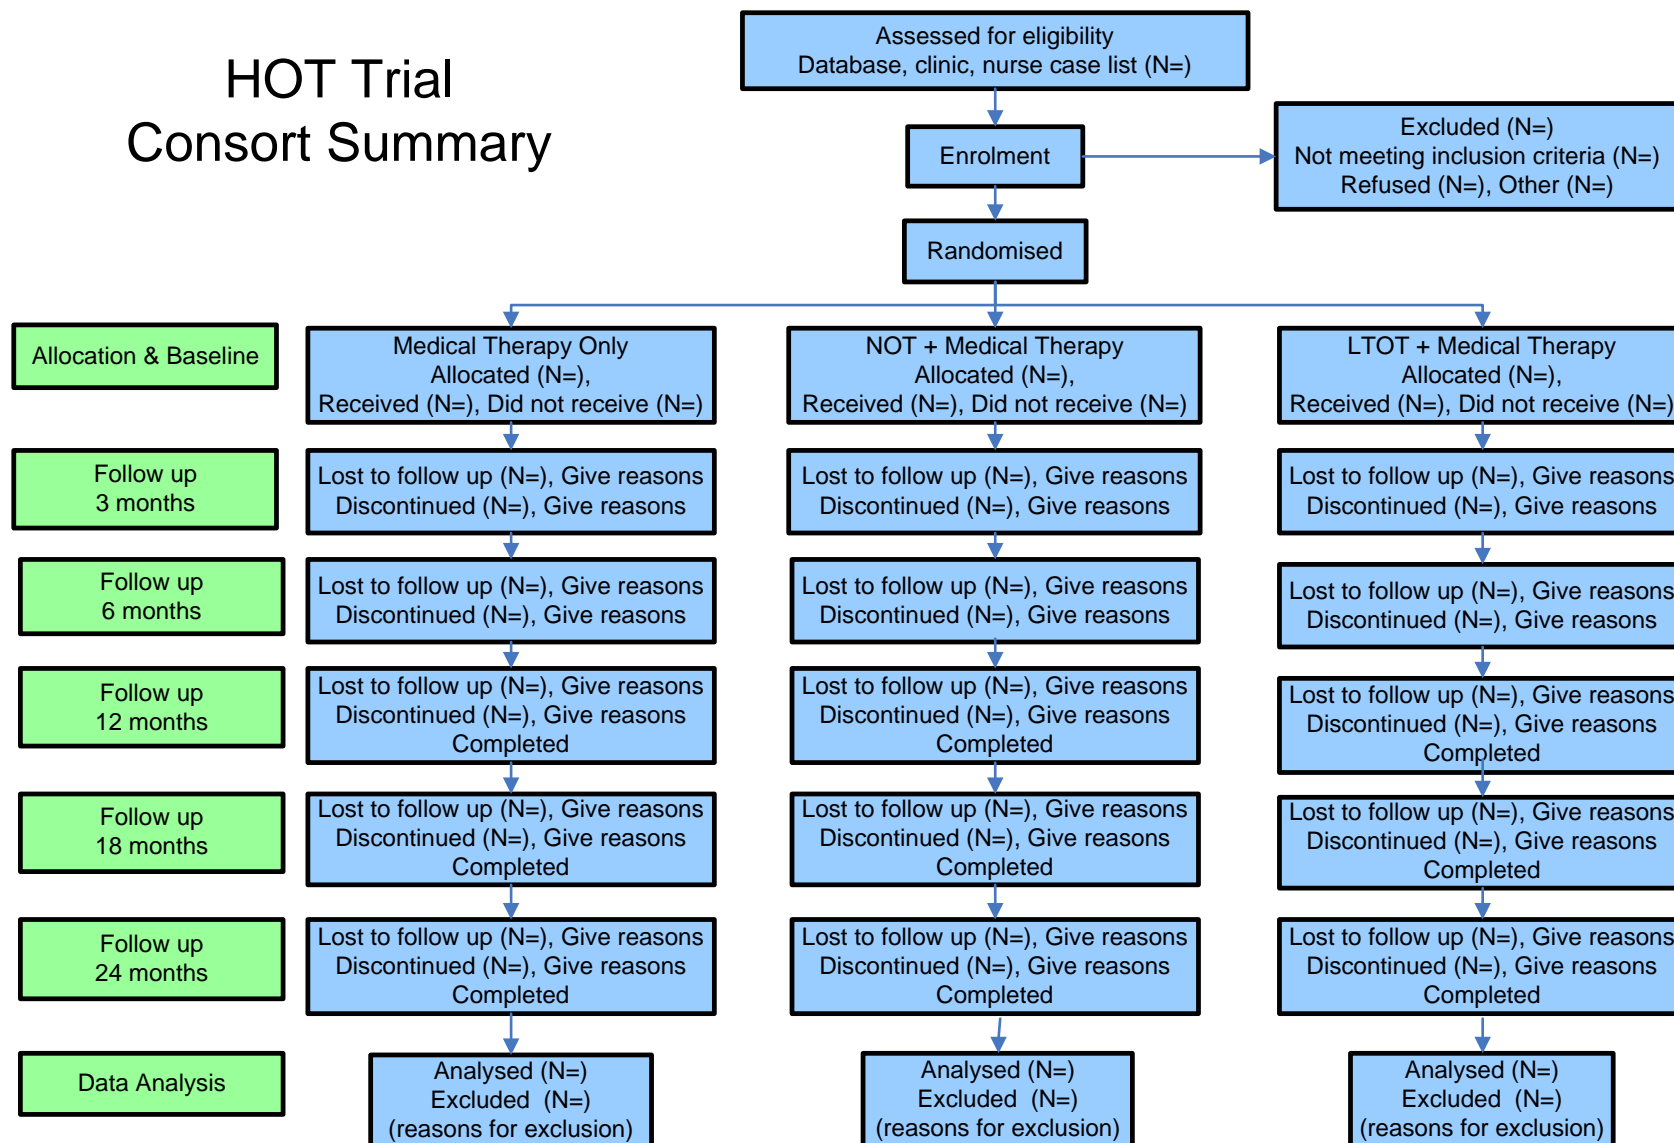 HOT Trial
Consort Summary
Assessed for eligibility
Database, clinic, nurse case list (N=)
Enrolment
Excluded (N=)
Not meeting inclusion criteria (N=)
Refused (N=), Other (N=)
Randomised
Allocation & Baseline
Medical Therapy Only
Allocated (N=),
Received (N=), Did not receive (N=)
NOT + Medical Therapy
Allocated (N=),
Received (N=), Did not receive (N=)
LTOT + Medical Therapy
Allocated (N=),
Received (N=), Did not receive (N=)
Follow up
3 months
Lost to follow up (N=), Give reasons
Discontinued (N=), Give reasons
Lost to follow up (N=), Give reasons
Discontinued (N=), Give reasons
Lost to follow up (N=), Give reasons
Discontinued (N=), Give reasons
Follow up
6 months
Lost to follow up (N=), Give reasons
Discontinued (N=), Give reasons
Lost to follow up (N=), Give reasons
Discontinued (N=), Give reasons
Lost to follow up (N=), Give reasons
Discontinued (N=), Give reasons
Follow up
12 months
Lost to follow up (N=), Give reasons
Discontinued (N=), Give reasons
Completed
Lost to follow up (N=), Give reasons
Discontinued (N=), Give reasons
Completed
Lost to follow up (N=), Give reasons
Discontinued (N=), Give reasons
Completed
Follow up
18 months
Lost to follow up (N=), Give reasons
Discontinued (N=), Give reasons
Completed
Lost to follow up (N=), Give reasons
Discontinued (N=), Give reasons
Completed
Lost to follow up (N=), Give reasons
Discontinued (N=), Give reasons
Completed
Follow up
24 months
Lost to follow up (N=), Give reasons
Discontinued (N=), Give reasons
Completed
Lost to follow up (N=), Give reasons
Discontinued (N=), Give reasons
Completed
Lost to follow up (N=), Give reasons
Discontinued (N=), Give reasons
Completed
Data Analysis
Analysed (N=)
Excluded  (N=)
(reasons for exclusion)
Analysed (N=)
Excluded  (N=)
(reasons for exclusion)
Analysed (N=)
Excluded  (N=)
(reasons for exclusion)